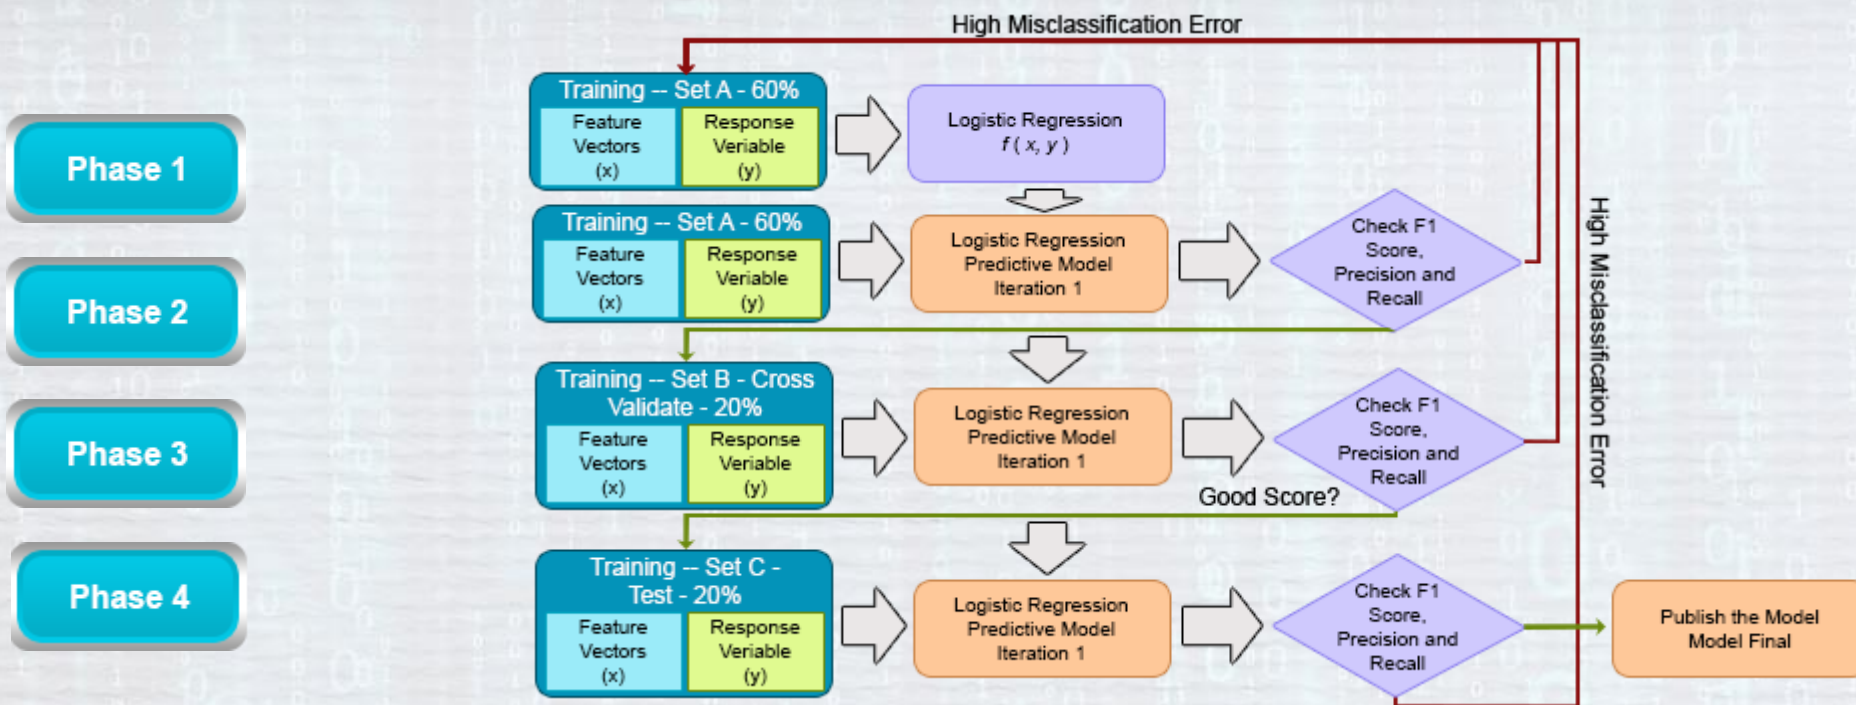 High Misclassification Error
Phase 1
Training -- Set A - 60%
Feature
Vectors
(x)
Response
Veriable
(y)
Logistic Regression
f ( x, y )
Phase 2
Training -- Set A - 60%
Feature
Vectors
(x)
Response
Veriable
(y)
Logistic Regression
Predictive Model
Iteration 1
Check F1
Score,
Precision and
Recall
High Misclassification Error
Phase 3
Training -- Set B - Cross
Validate - 20%
Feature
Vectors
(x)
Response
Veriable
(y)
Logistic Regression
Predictive Model
Iteration 1
Check F1
Score,
Precision and
Recall
Good Score?
Phase 4
Training -- Set C -
Test - 20%
Feature
Vectors
(x)
Response
Veriable
(y)
Logistic Regression
Predictive Model
Iteration 1
Check F1
Score,
Precision and
Recall
Publish the Model
Model Final